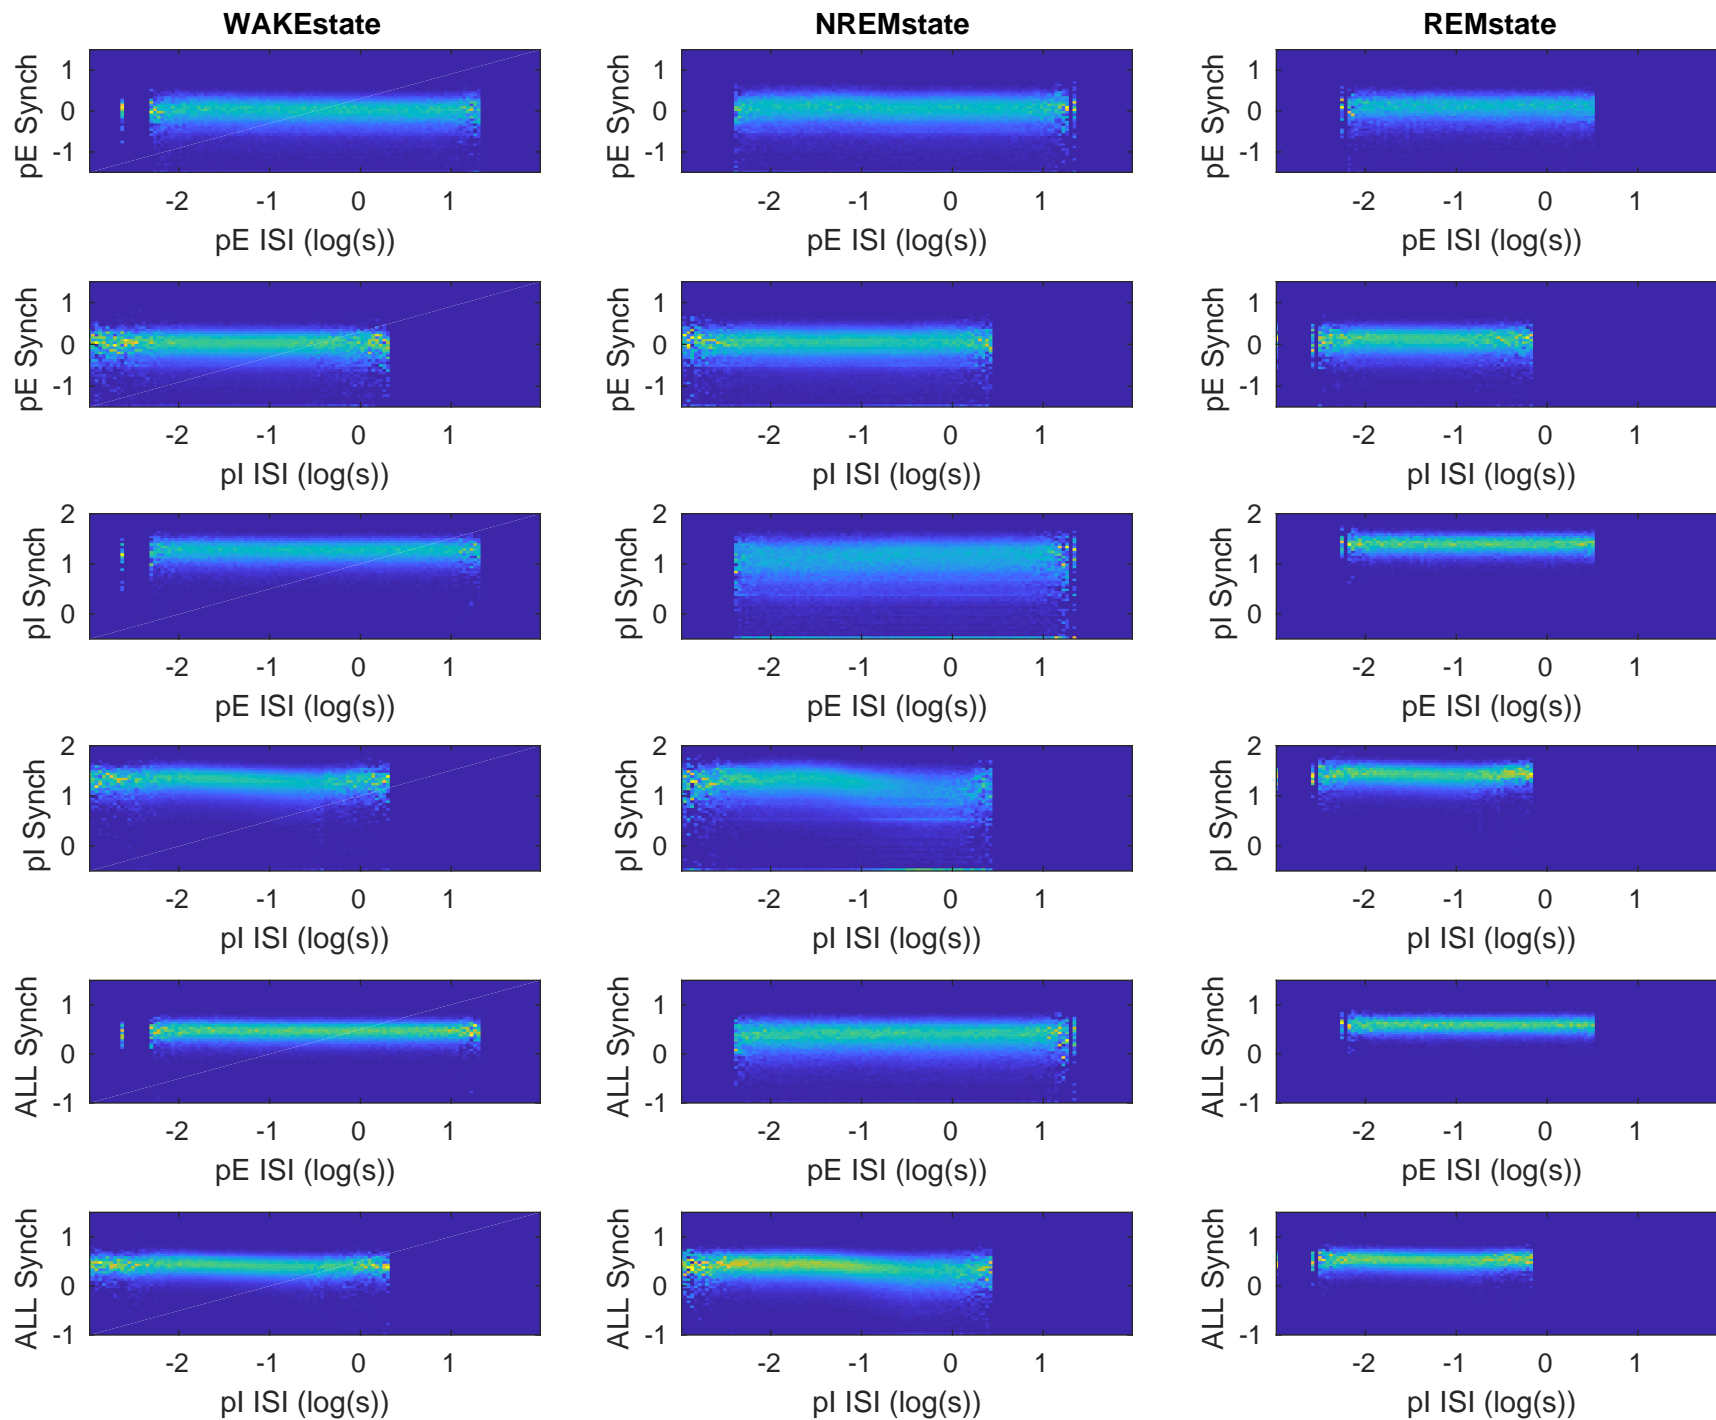 WAKEstate NREMstate REMstate
pE Synch pE Synch pE Synch
1 1 1
0 0 0
-1 -1 -1
-2 -1 0 1 -2 -1 0 1 -2 -1 0 1
pE ISI (log(s)) pE ISI (log(s)) pE ISI (log(s))
pE Synch pE Synch pE Synch
1 1 1
0 0 0
-1 -1 -1
-2 -1 0 1 -2 -1 0 1 -2 -1 0 1
pI ISI (log(s)) pI ISI (log(s)) pI ISI (log(s))
pI Synch pI Synch pI Synch
2 2 2
1 1 1
0 0 0
-2 -1 0 1 -2 -1 0 1 -2 -1 0 1
pE ISI (log(s)) pE ISI (log(s)) pE ISI (log(s))
pI Synch pI Synch pI Synch
2 2 2
1 1 1
0 0 0
-2 -1 0 1 -2 -1 0 1 -2 -1 0 1
pI ISI (log(s)) pI ISI (log(s)) pI ISI (log(s))
ALL Synch ALL Synch ALL Synch
1 1 1
0 0 0
-1 -1 -1
-2 -1 0 1 -2 -1 0 1 -2 -1 0 1
pE ISI (log(s)) pE ISI (log(s)) pE ISI (log(s))
ALL Synch ALL Synch ALL Synch
1 1 1
0 0 0
-1 -1 -1
-2 -1 0 1 -2 -1 0 1 -2 -1 0 1
pI ISI (log(s)) pI ISI (log(s)) pI ISI (log(s))